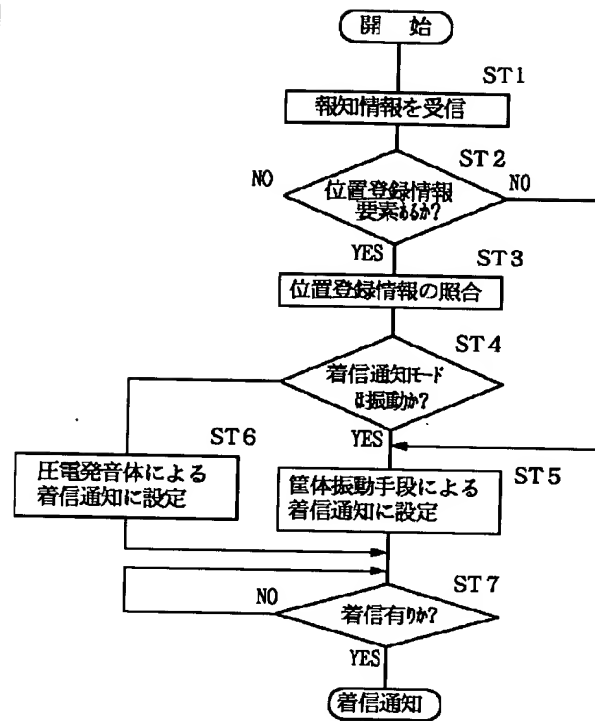 開 始
ST1
報知情報を受信
ST2
NO
位置登録情報
要素あるか?
NO
YES
ST3
位置登録情報の照合
ST4
着信通知モード
は振動か?
YES
ST6
圧電発音体による
着信通知に設定
ST5
筐体振動手段による
着信通知に設定
ST7
NO
着信有りか?
YES
着信通知